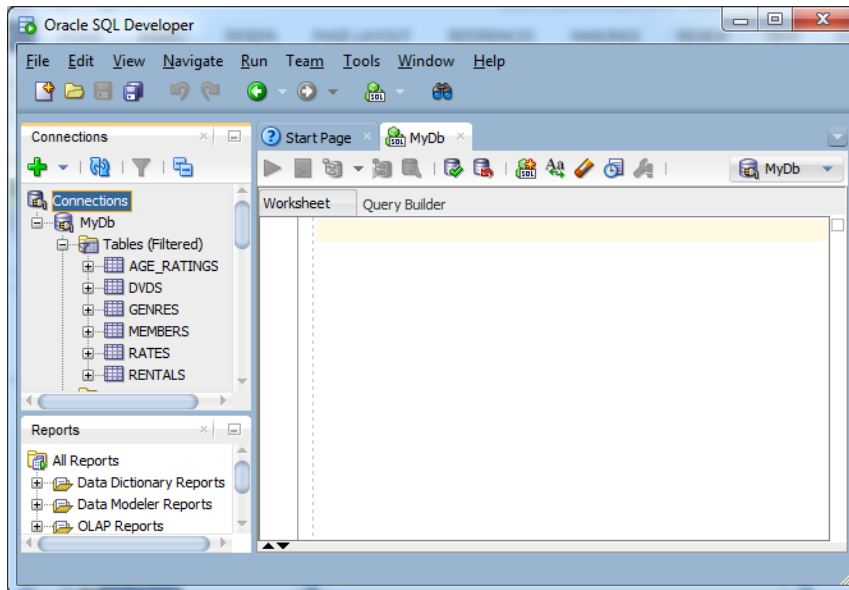 Oracle SQL Developer
File Edit View Navigate Run Team Tools Window Help
Connections
Start Page
MyDb
MyDb
Connections
MyDb
Tables (Filtered)
AGE_RATINGS
DVDS
GENRES
MEMBERS
RATES
RENTALS
Worksheet Query Builder
Reports
All Reports
Data Dictionary Reports
Data Modeler Reports
OLAP Reports